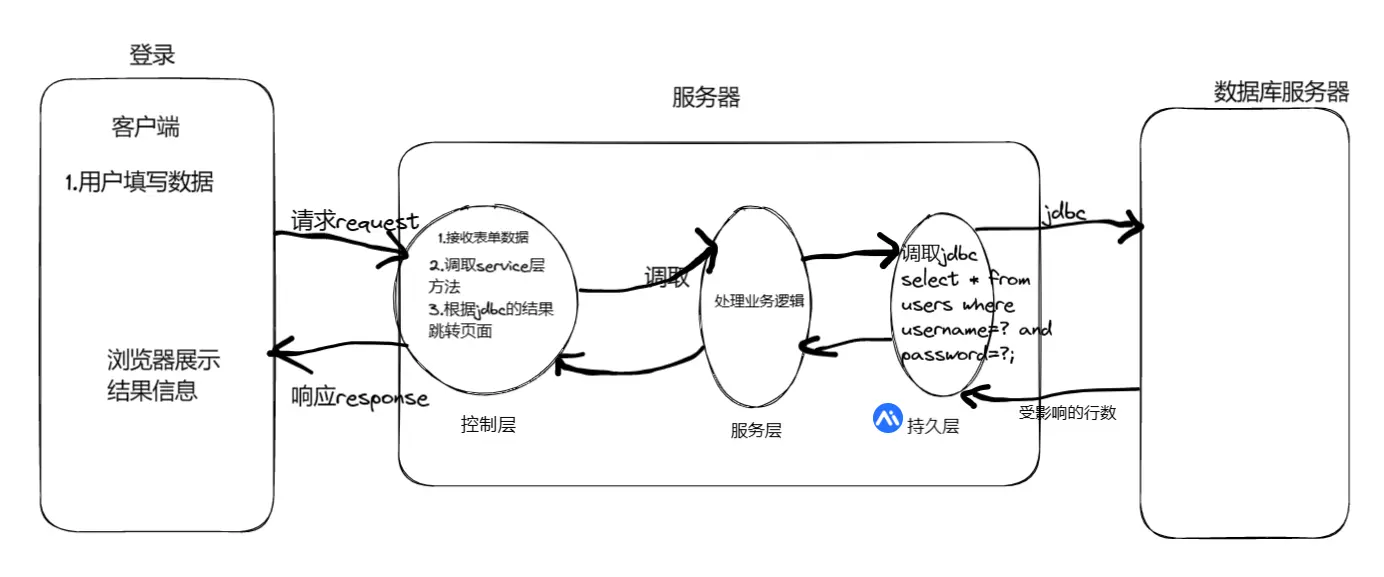 登录
客户端
1.用户填写数据
浏览器展示
结果信息
请求request
响应response
服务器
1.接收表单数据
2.调取service层
方法
3.根据jdbc的结果
跳转页面
控制层
调取
处理业务逻辑
服务层
调取jdbc
select * from
users where
username=? and
password=?;
Ai
持久层
jdbc
受影响的行数
数据库服务器